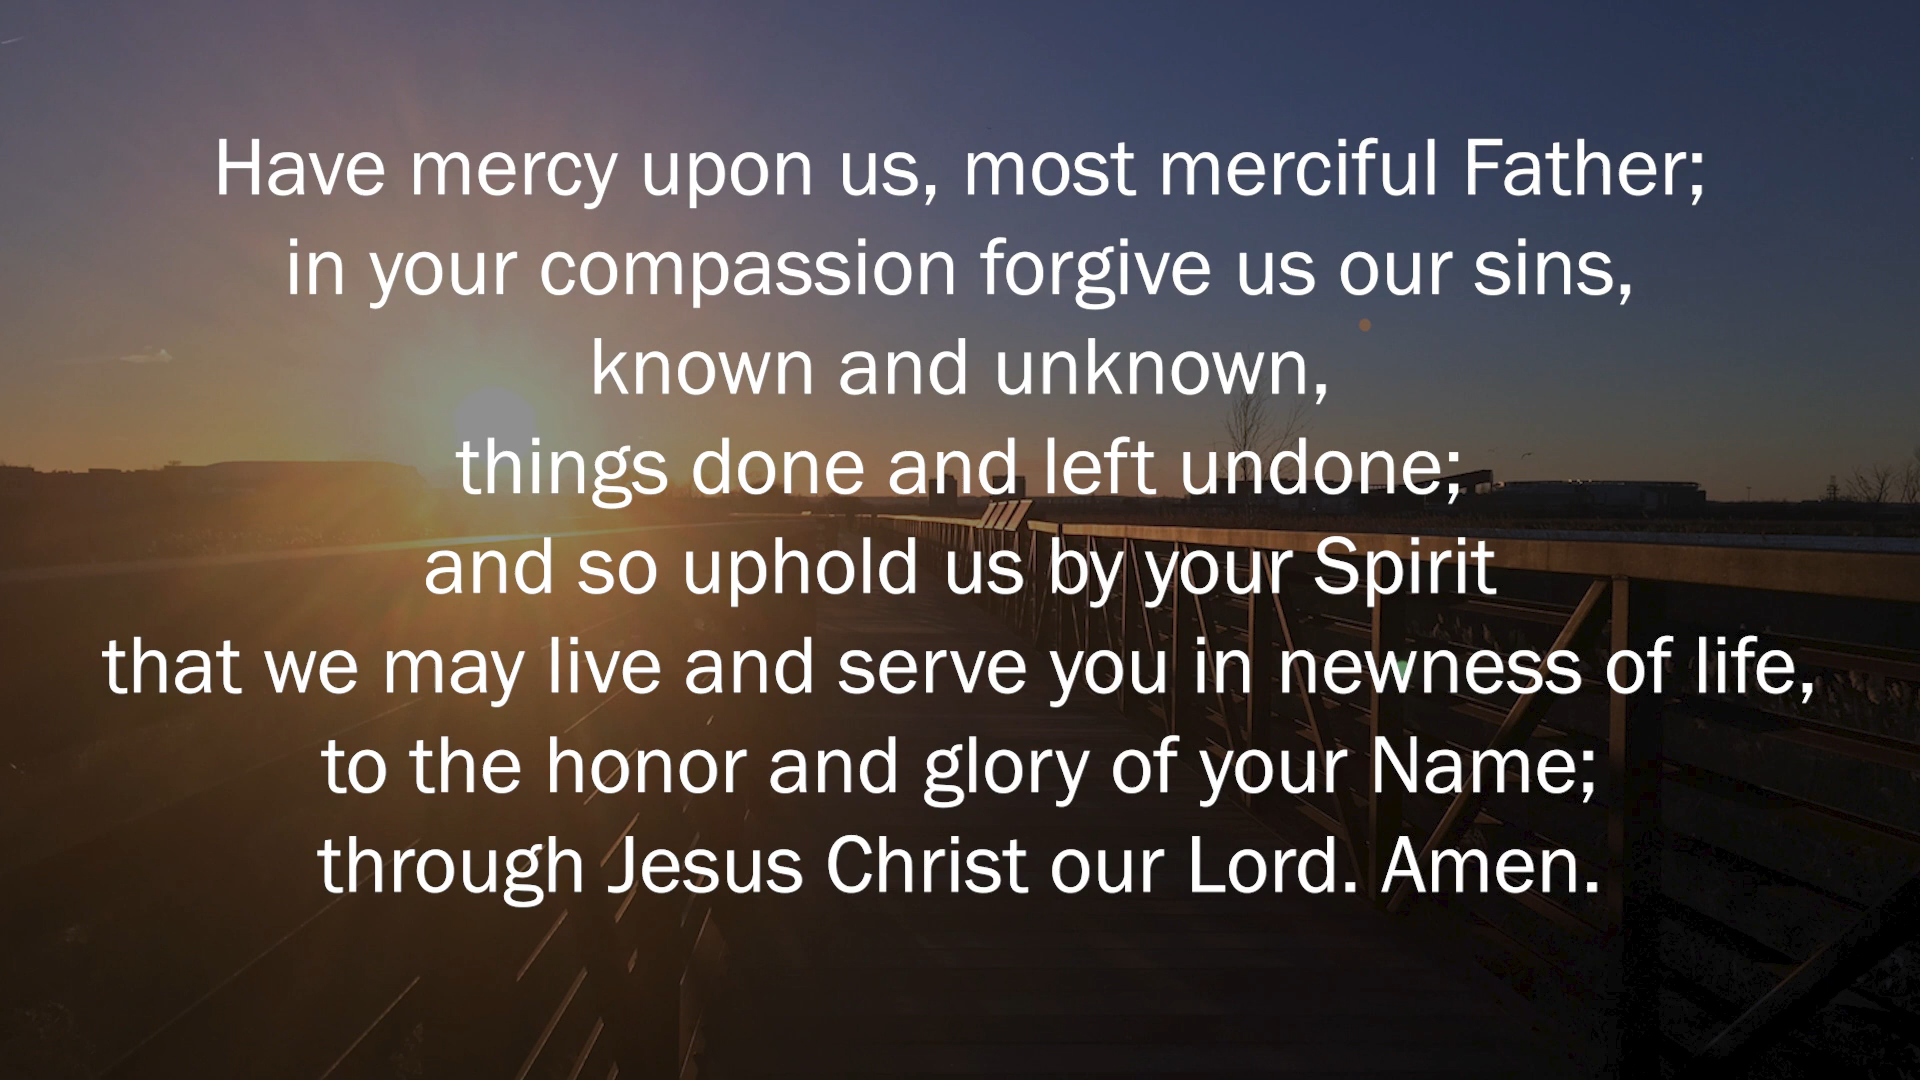 Have mercy upon us, most merciful Father;
in your compassion forgive us our sins,
known and unknown,
things done and left undone;
and so uphold us by your Spirit
that we may live and serve you in newness of life,
to the honor and glory of your Name;
through Jesus Christ our Lord. Amen.